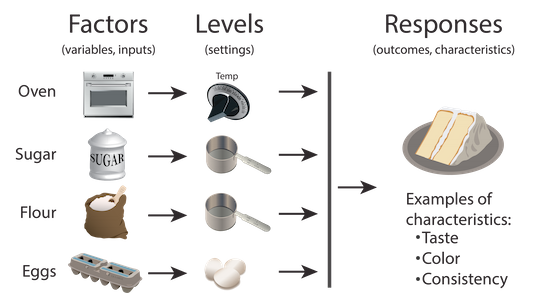 Factors
(variables, inputs)
Levels
(settings)
Responses
(outcomes, characteristics)
Oven
Temp
Sugar
SUGAR
Flour
Eggs
Examples of
characteristics:
•Taste
•Color
•Consistency